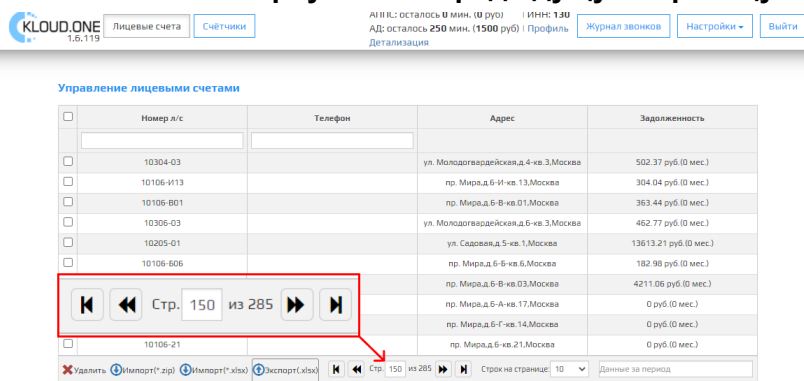 KLOUD.ONE
1.6.119
Лицевые счета Счётчики
АППС: осталось 0 мин. (0 руб) | ИНН: 130
АД: осталось 250 мин. (1500 руб) | Профиль
Детализация
Журнал звонков Настройки Выйти
Управление лицевыми счетами
Номер л/с Телефон Адрес Задолженность
10304-03 ул. Молодогвардейская,д.4-кв.3,Москва 502.37 руб.(0 мес.)
10106-И13 пр. Мира,д.6-И-кв.13,Москва 304.04 руб.(0 мес.)
10106-В01 пр. Мира,д.6-В-кв.01,Москва 363.44 руб.(0 мес.)
10306-03 ул. Молодогвардейская,д.6-кв.3,Москва 462.77 руб.(0 мес.)
10205-01 ул. Садовая,д.5-кв.1,Москва 13613.21 руб.(0 мес.)
10106-Б06 пр. Мира,д.6-Б-кв.6,Москва 182.98 руб.(0 мес.)
пр. Мира,д.6-В-кв.03,Москва 4211.06 руб.(0 мес.)
пр. Мира,д.6-А-кв.17,Москва 0 руб.(0 мес.)
пр. Мира,д.6-Г-кв.14,Москва 0 руб.(0 мес.)
Стр. 150 из 285
10106-21 пр. Мира,д.6-кв.21,Москва 0 руб.(0 мес.)
Удалить Импорт(*.zip) Импорт(*.xlsx) Экспорт(.xlsx) Стр. 150 из 285 Строк на странице: 10 Данные за период